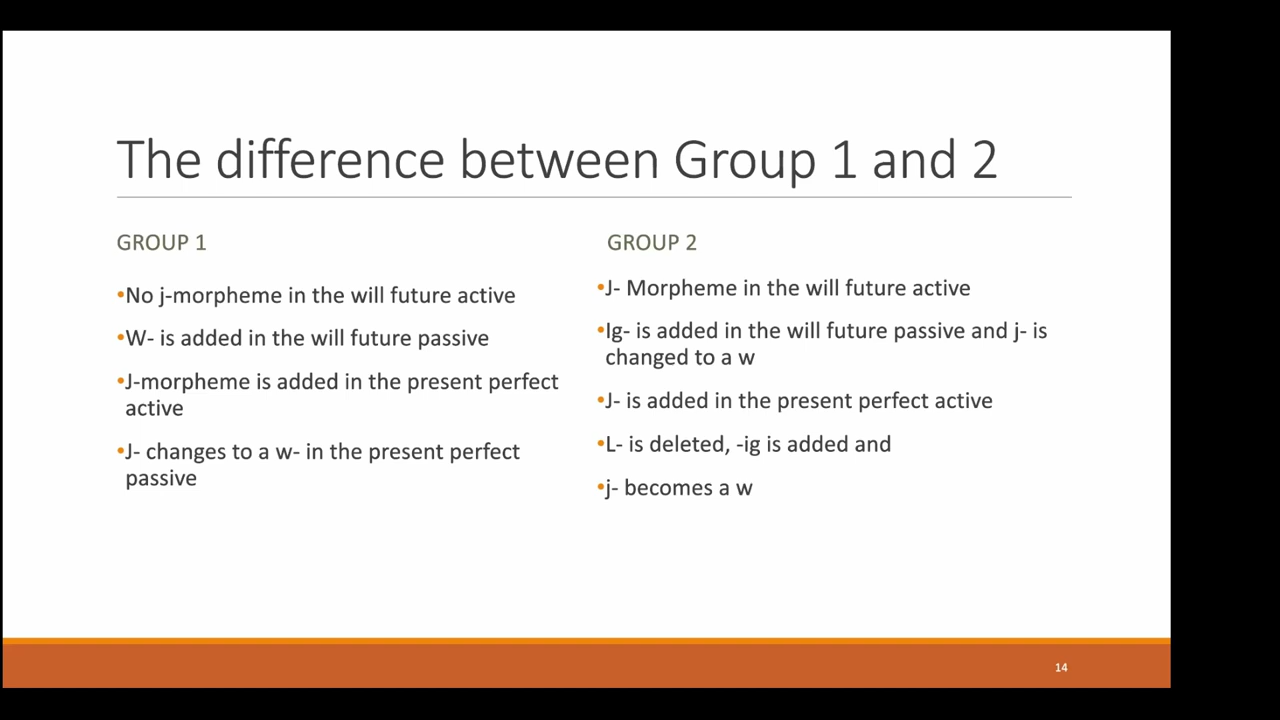 The difference between Group 1 and 2
GROUP 1
•No j-morpheme in the will future active
•W- is added in the will future passive
•J-morpheme is added in the present perfect
active
•J- changes to a w- in the present perfect
passive
GROUP 2
•J- Morpheme in the will future active
•Ig- is added in the will future passive and j- is
changed to a w
•J- is added in the present perfect active
•L- is deleted, -ig is added and
•j- becomes a w
14